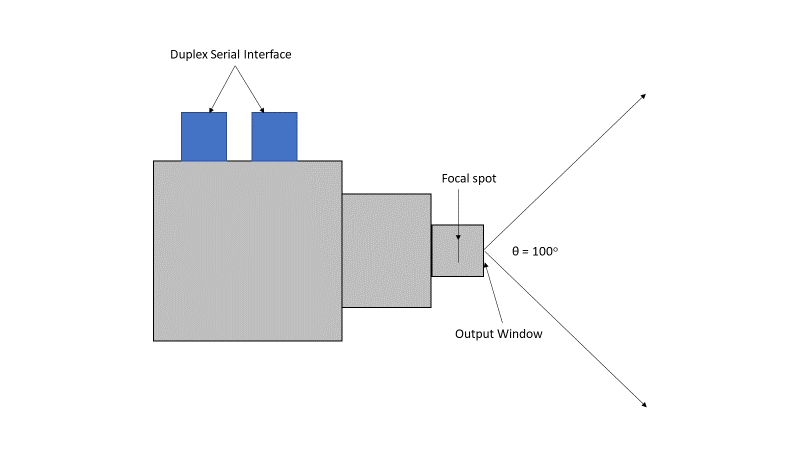 Duplex Serial Interface
Focal spot
θ = 100°
Output Window